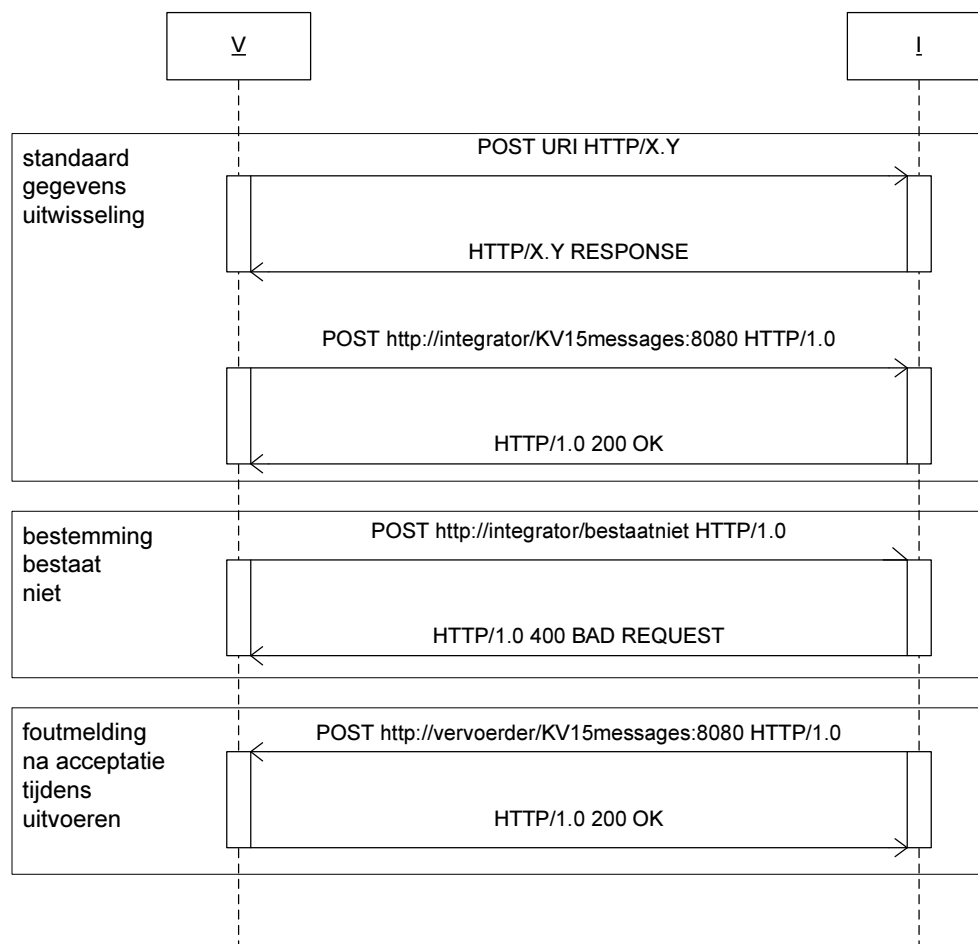 V
I
standaard
gegevens
uitwisseling
POST URI HTTP/X.Y
HTTP/X.Y RESPONSE
POST http://integrator/KV15messages:8080 HTTP/1.0
HTTP/1.0 200 OK
bestemming
bestaat
niet
POST http://integrator/bestaatniet HTTP/1.0
HTTP/1.0 400 BAD REQUEST
foutmelding
na acceptatie
tijdens
uitvoeren
POST http://vervoerder/KV15messages:8080 HTTP/1.0
HTTP/1.0 200 OK